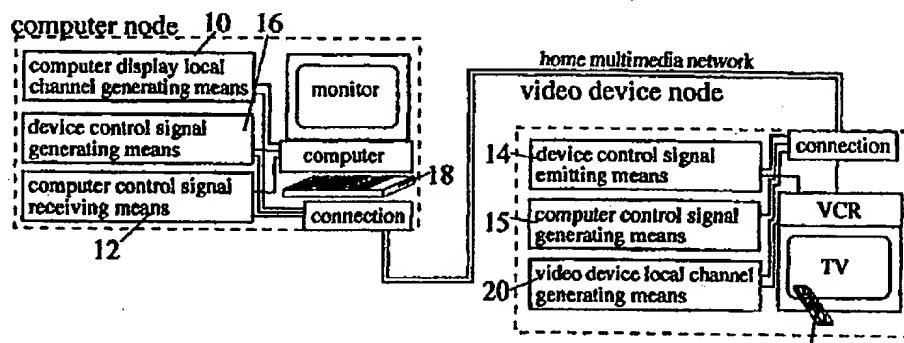 computer node
10
16
computer display local
channel generating means
monitor
device control signal
generating means
computer
computer control signal
receiving means
18
connection
12
home multimedia network
video device node
14
device control signal
emitting means
connection
15
computer control signal
generating means
VCR
20
video device local channel
generating means
TV